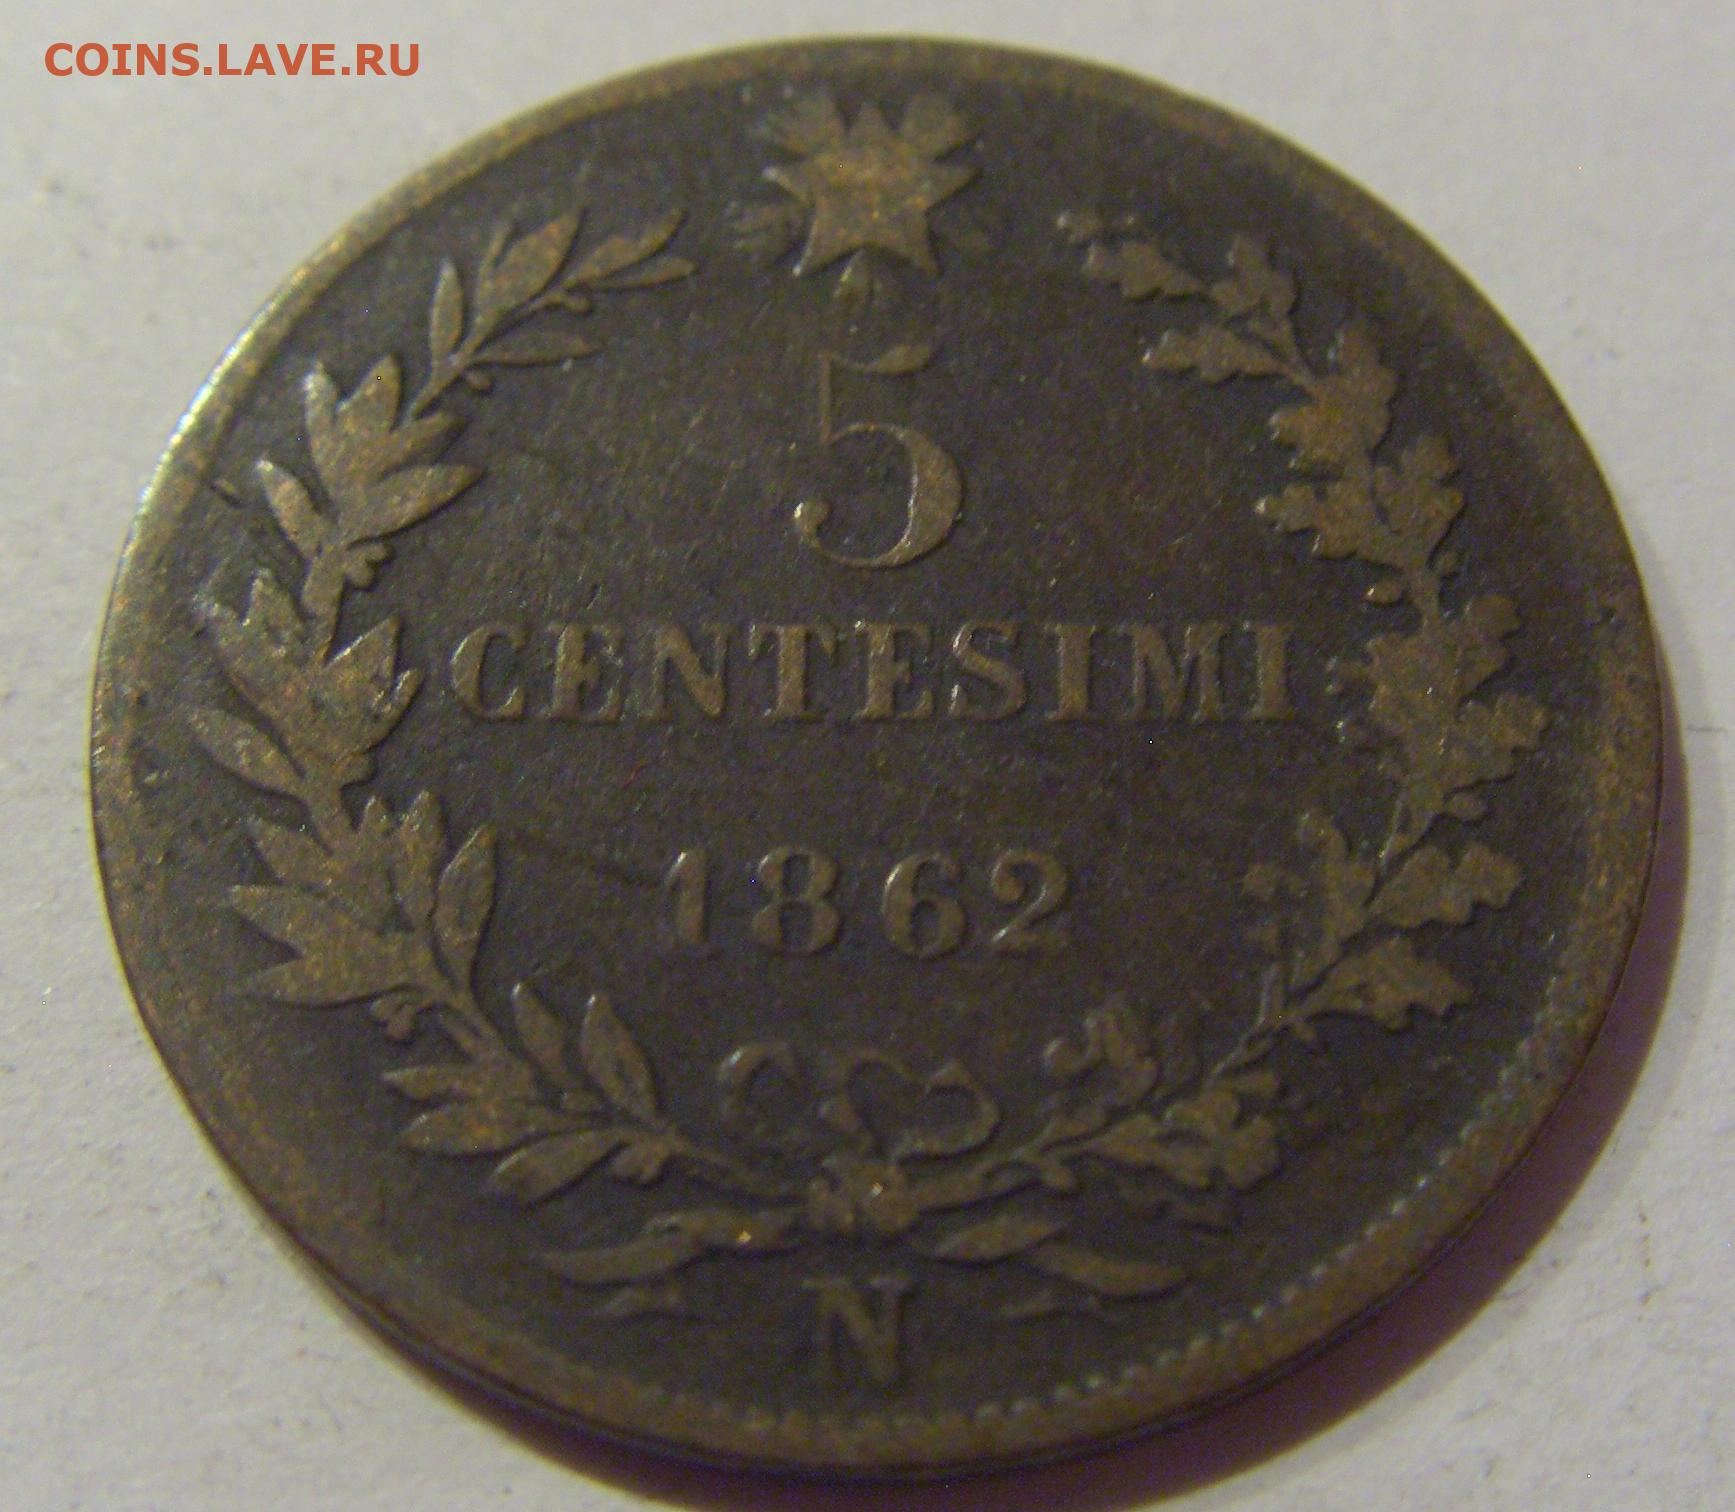 COINS.LAVE.RU
5
CENTESIMI
1862
N